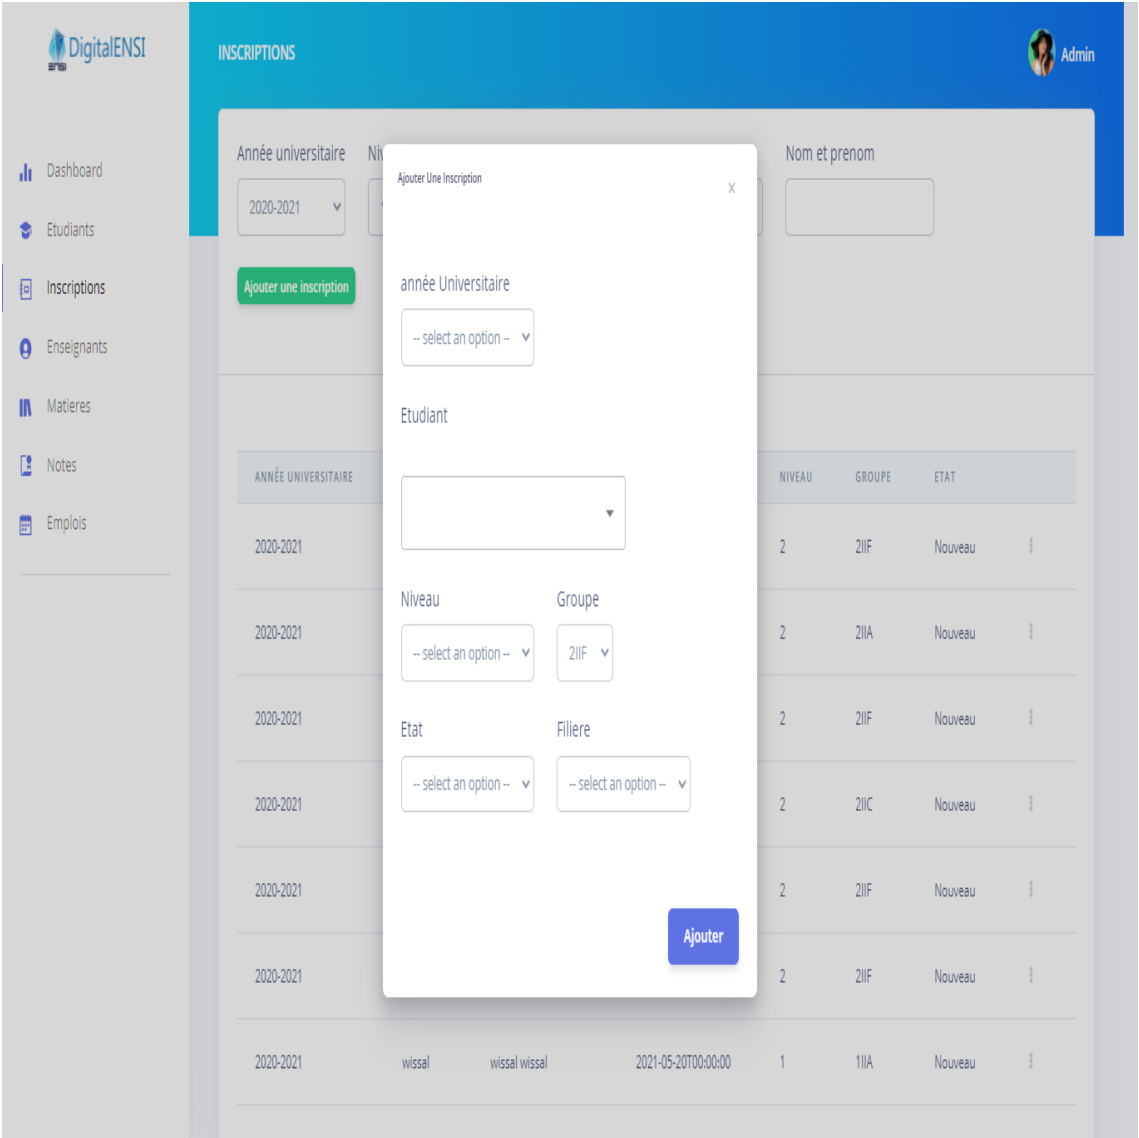 DigitalENSI
ensi
INSCRIPTIONS
Admin
Dashboard
Etudiants
Inscriptions
Enseignants
Matieres
Notes
Emplois
Année universitaire Niv Nom et prenom
2020-2021
Ajouter une inscription
Ajouter Une Inscription
x
année Universitaire
-- select an option --
Etudiant
Niveau Groupe
-- select an option -- 2IIF
Etat Filiere
-- select an option -- -- select an option --
Ajouter
ANNÉE UNIVERSITAIRE NIVEAU GROUPE ETAT
2020-2021 2 2IIF Nouveau
2020-2021 2 2IIA Nouveau
2020-2021 2 2IIF Nouveau
2020-2021 2 2IIC Nouveau
2020-2021 2 2IIF Nouveau
2020-2021 2 2IIF Nouveau
2020-2021 wissal wissal wissal 2021-05-20T00:00:00 1 1IIA Nouveau